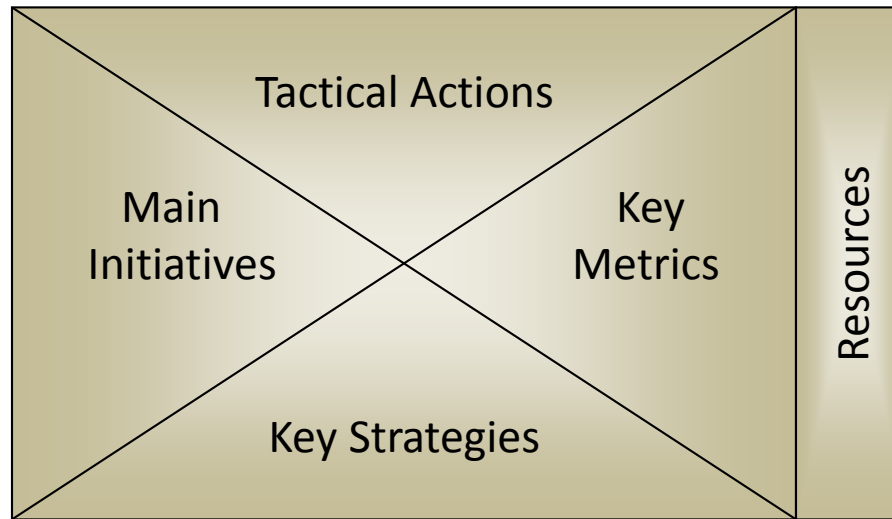 Tactical Actions
Main
Initiatives
Key
Metrics
Resources
Key Strategies